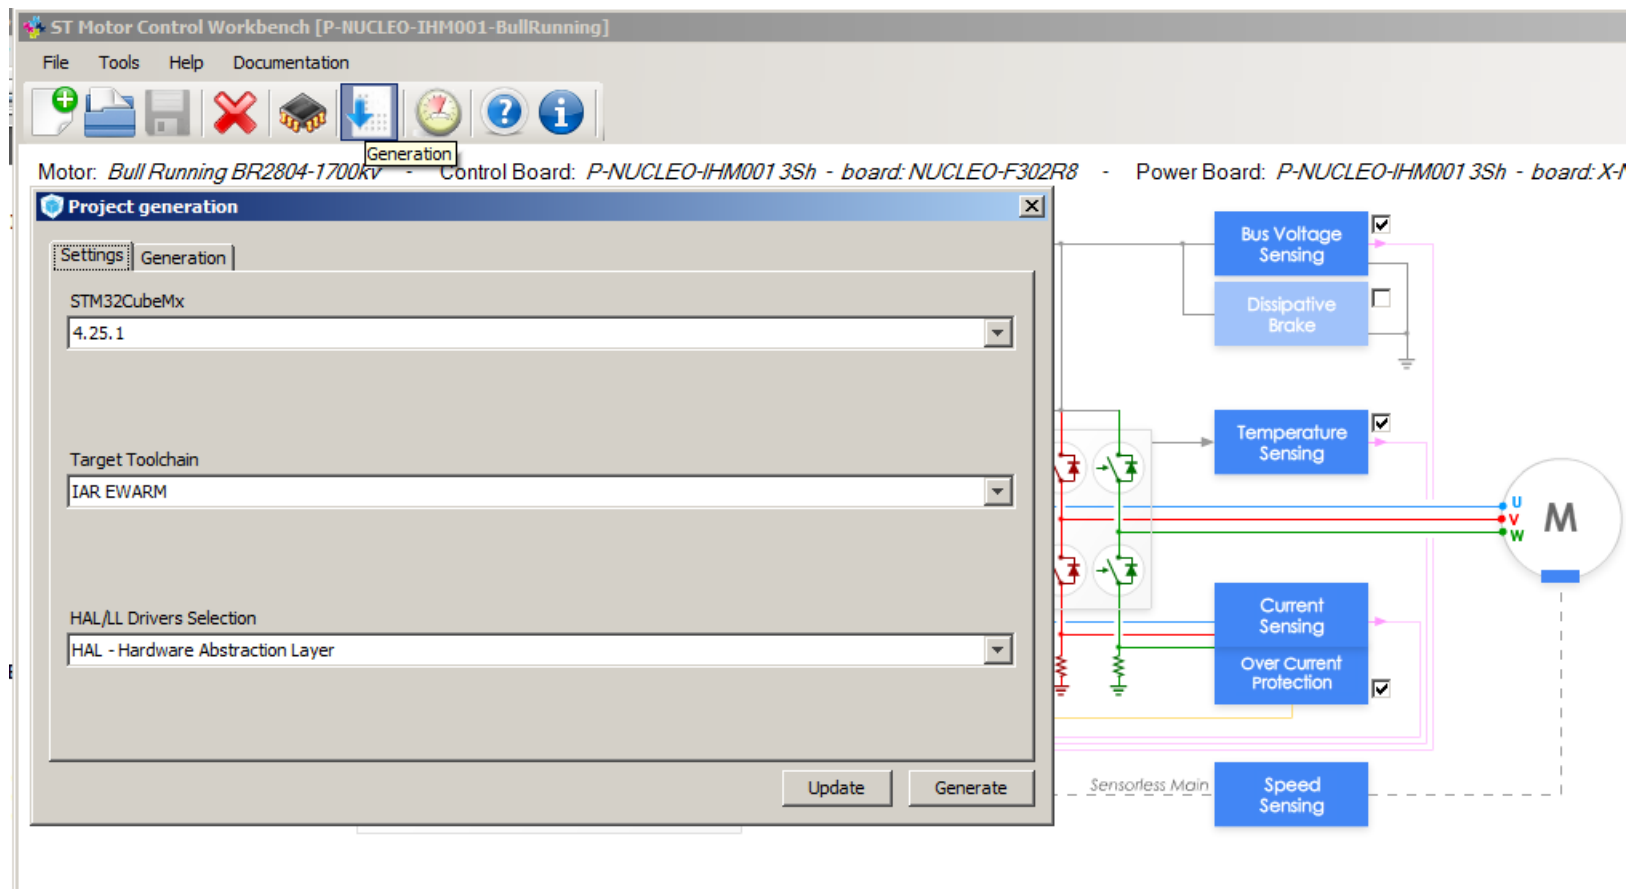 ST Motor Control Workbench [P-NUCLEO-IHM001-BullRunning]
File Tools Help Documentation
Generation
Motor: Bull Running BR2804-1700kv - Control Board: P-NUCLEO-IHM001 3Sh - board: NUCLEO-F302R8 - Power Board: P-NUCLEO-IHM001 3Sh - board: X-N
Project generation
Settings Generation
STM32CubeMx
4.25.1
Target Toolchain
IAR EWARM
HAL/LL Drivers Selection
HAL - Hardware Abstraction Layer
Update Generate
Bus Voltage
Sensing
Dissipative
Brake
Temperature
Sensing
U
V
W
M
Current
Sensing
Over Current
Protection
Sensorless Main
Speed
Sensing